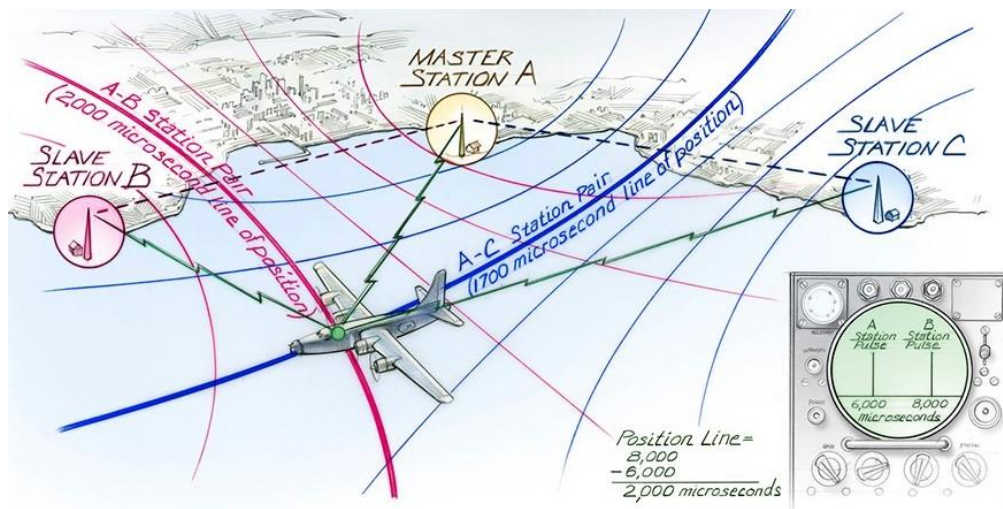 MASTER
STATION A
A-B Station Pair
(2000 microsecond line of position)
SLAVE
STATION B
SLAVE
STATION C
A-C Station Pair
(1700 microsecond line of position)
A
Station
Pulse
B
Station
Pulse
6,000
8,000
microseconds
Position Line =
8,000
-6,000
2,000 microseconds